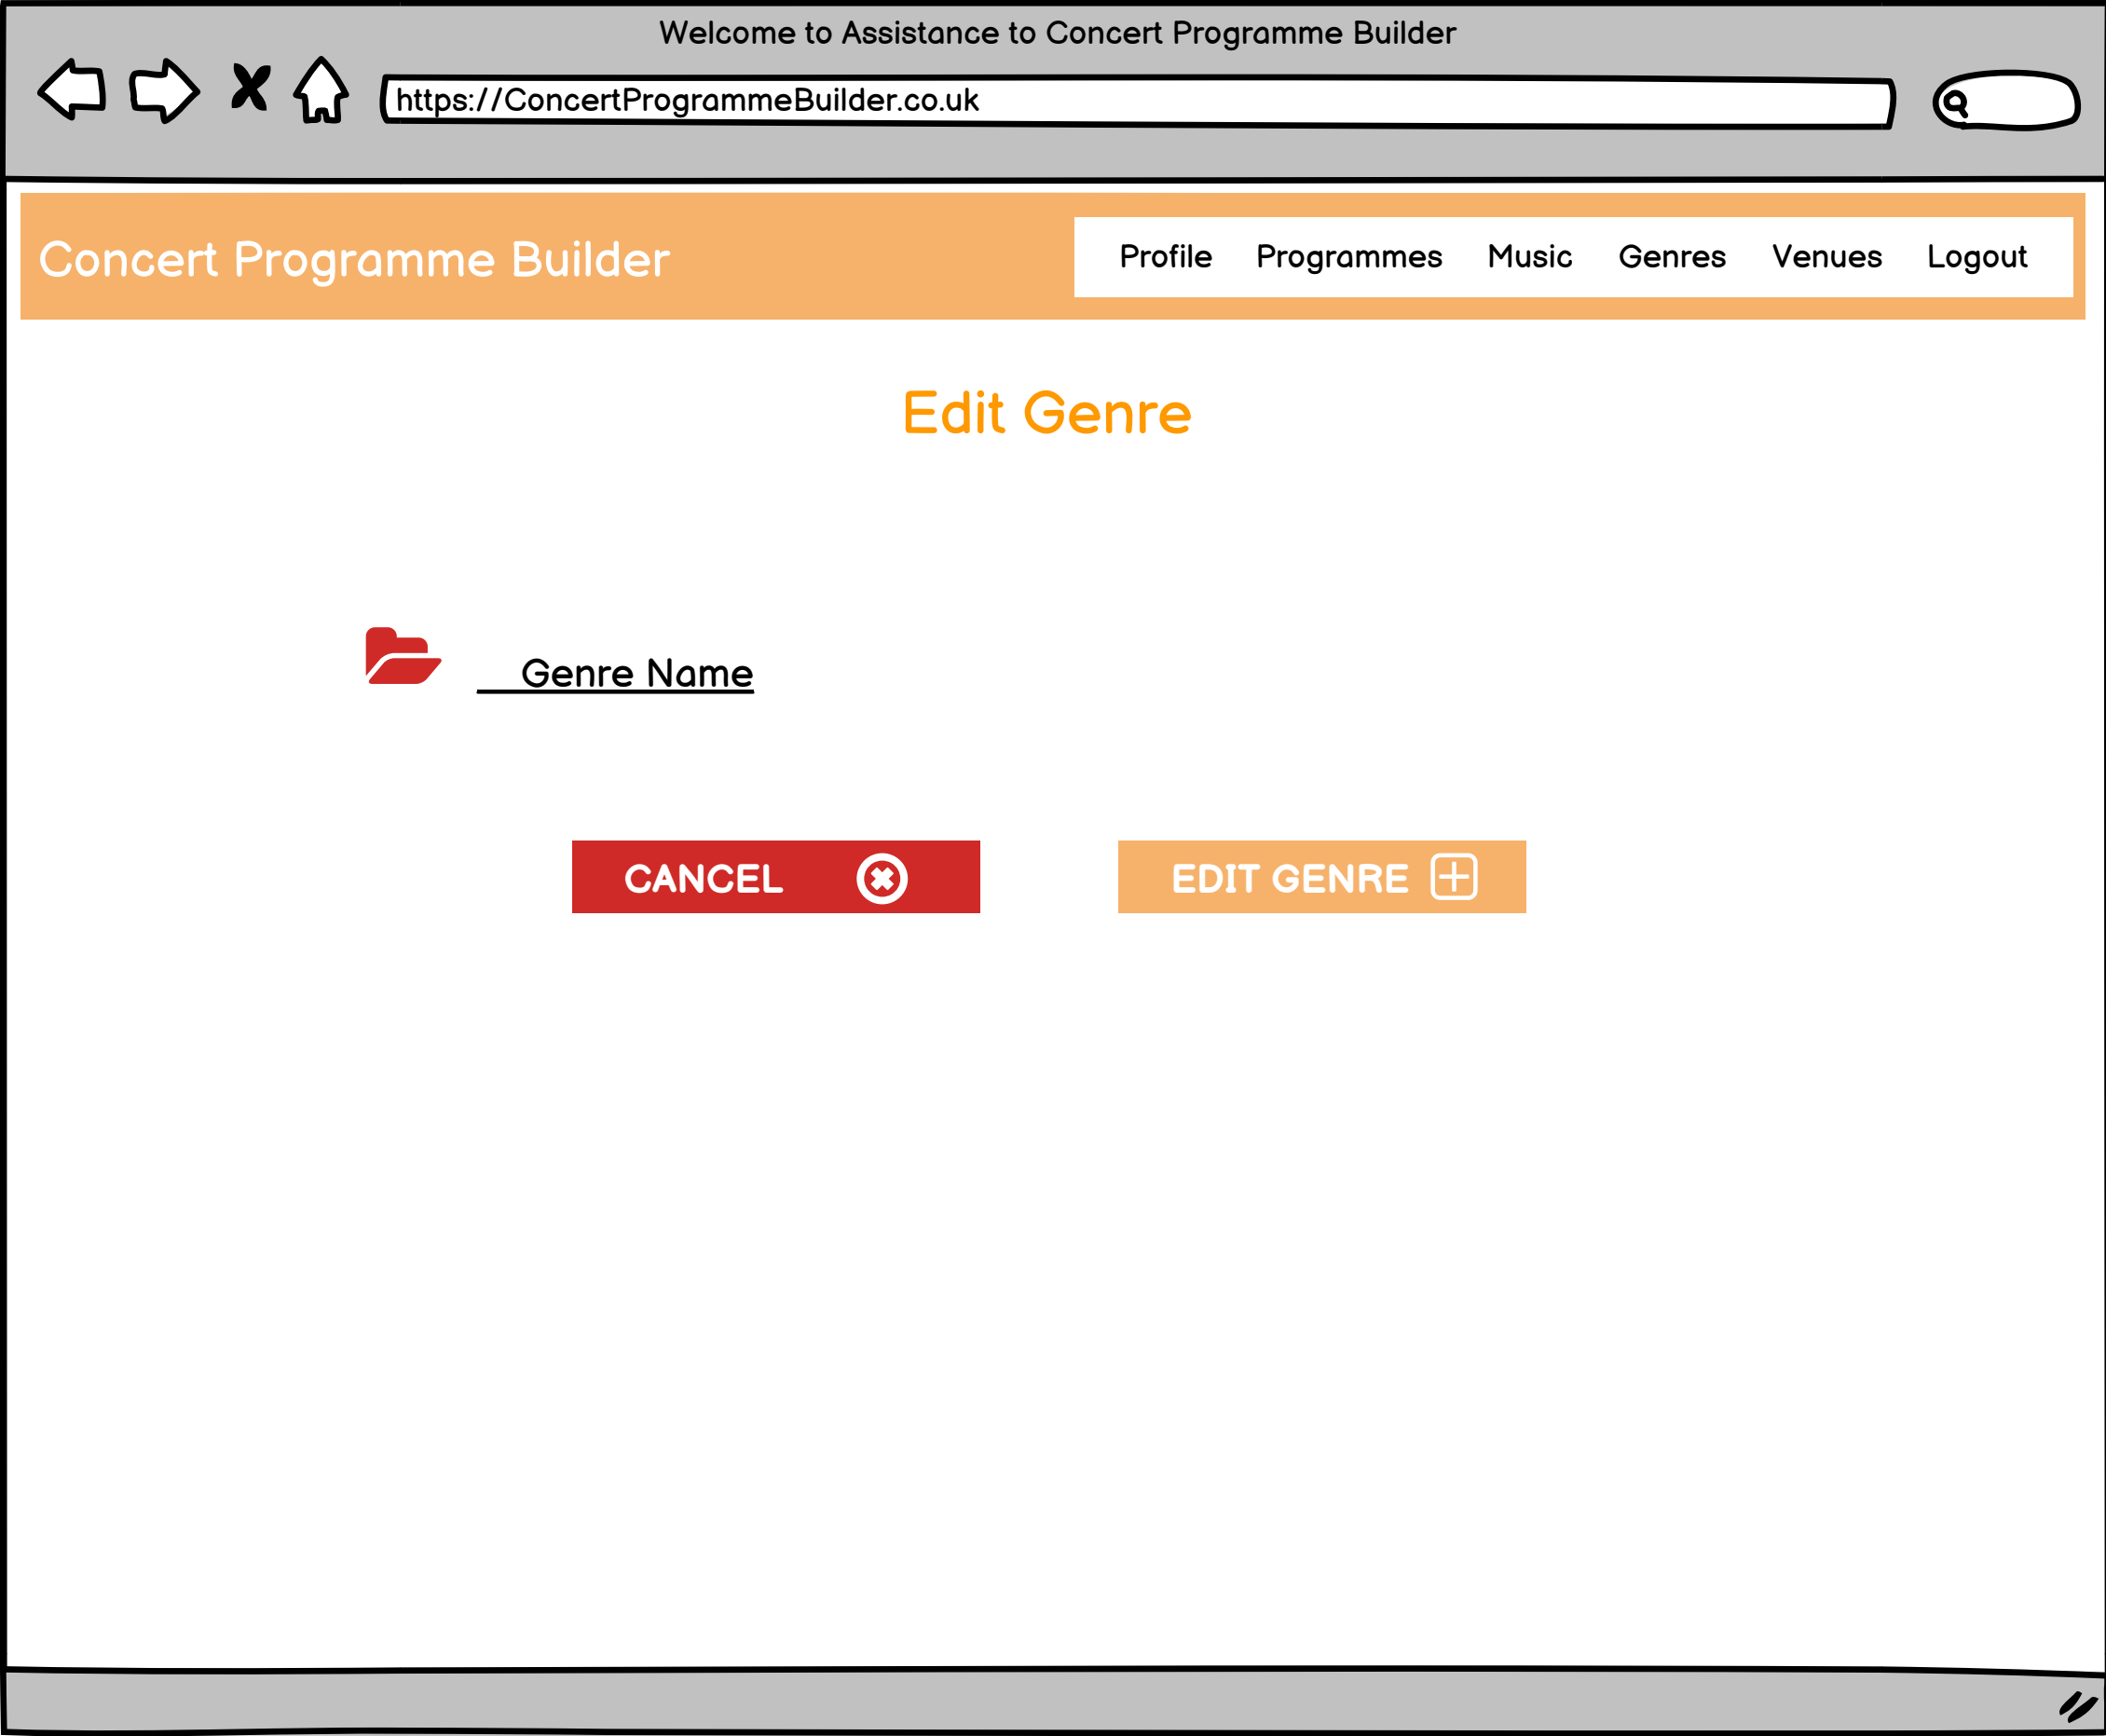 Welcome to Assistance to Concert Programme Builder
https://ConcertProgrammeBuilder.co.uk
Concert Programme Builder
Profile Programmes Music Genres Venues Logout
Edit Genre
Genre Name
CANCEL
EDIT GENRE